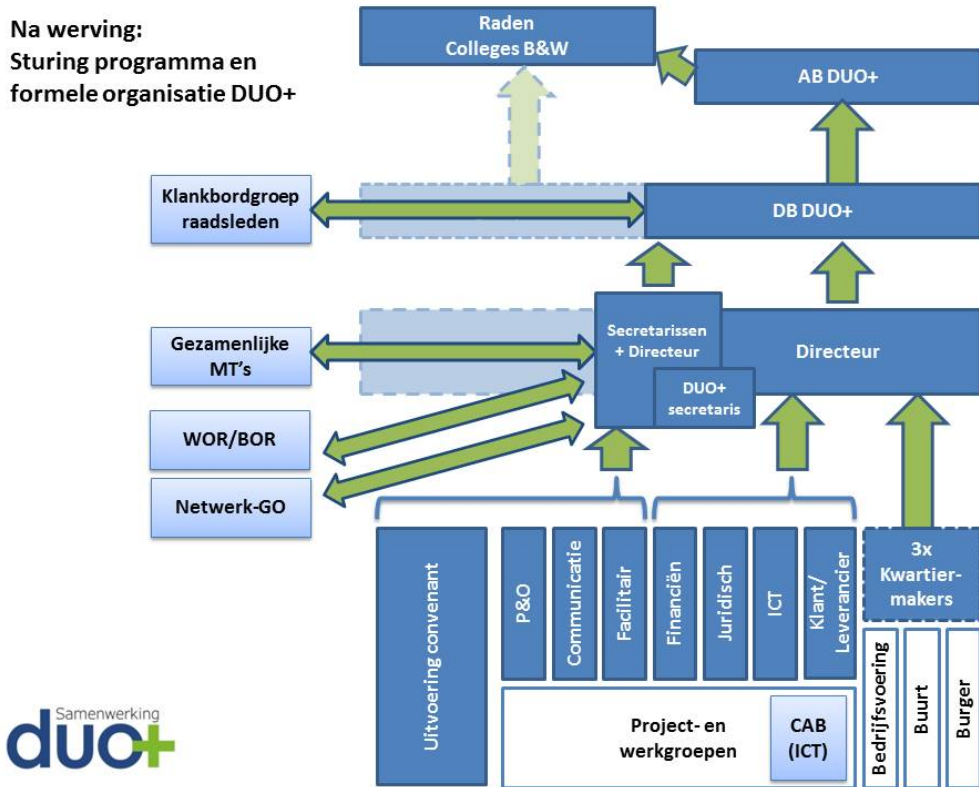 Na werving:
Sturing programma en
formele organisatie DUO+
Raden
Colleges B&W
AB DUO+
Klankbordgroep
raadsleden
DB DUO+
Gezamenlijke
MT's
Secretarissen
+ Directeur
Directeur
DUO+
secretaris
WOR/BOR
Netwerk-GO
Uitvoering convenant
P&O
Communicatie
Facilitair
Financiën
Juridisch
ICT
Klant/
Leverancier
3x
Kwartier-
makers
Project- en
werkgroepen
CAB
(ICT)
Bedrijfsvoering
Buurt
Burger
Samenwerking
duo+